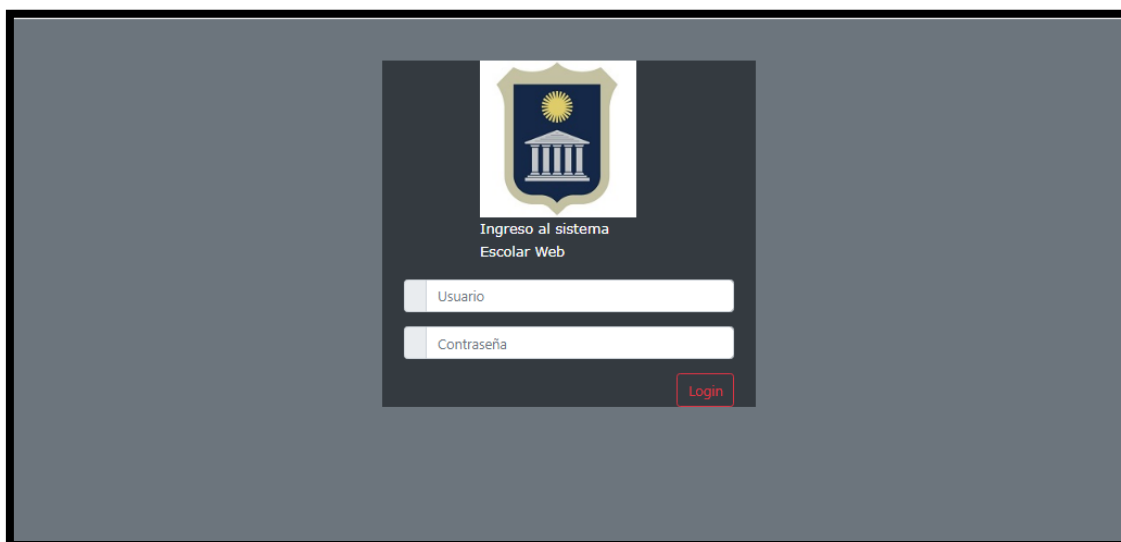 Ingreso al sistema
Escolar Web
Usuario
Contraseña
Login